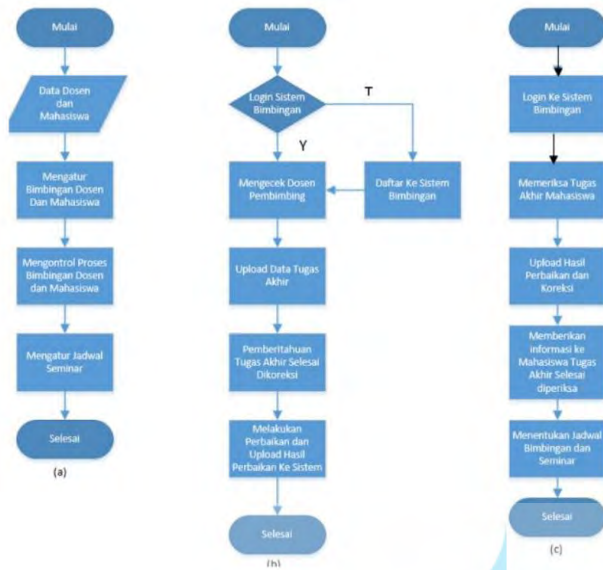 Mulai
Data Dosen
dan
Mahasiswa
Mengatur
Bimbingan Dosen
Dan Mahasiswa
Mengontrol Proses
Bimbingan Dosen
dan Mahasiswa
Mengatur Jadwal
Seminar
Selesai
(a)
Mulai
Login Sistem
Bimbingan
T
Y
Mengecek Dosen
Pembimbing
Daftar Ke Sistem
Bimbingan
Upload Data Tugas
Akhir
Pemberitahuan
Tugas Akhir Selesai
Dikoreksi
Melakukan
Perbaikan dan
Upload Hasil
Perbaikan Ke Sistem
Selesai
(b)
Mulai
Login Ke Sistem
Bimbingan
Memeriksa Tugas
Akhir Mahasiswa
Upload Hasil
Perbaikan dan
Koreksi
Memberikan
informasi ke
Mahasiswa Tugas
Akhir Selesai
diperiksa
Menentukan Jadwal
Bimbingan dan
Seminar
Selesai
(c)